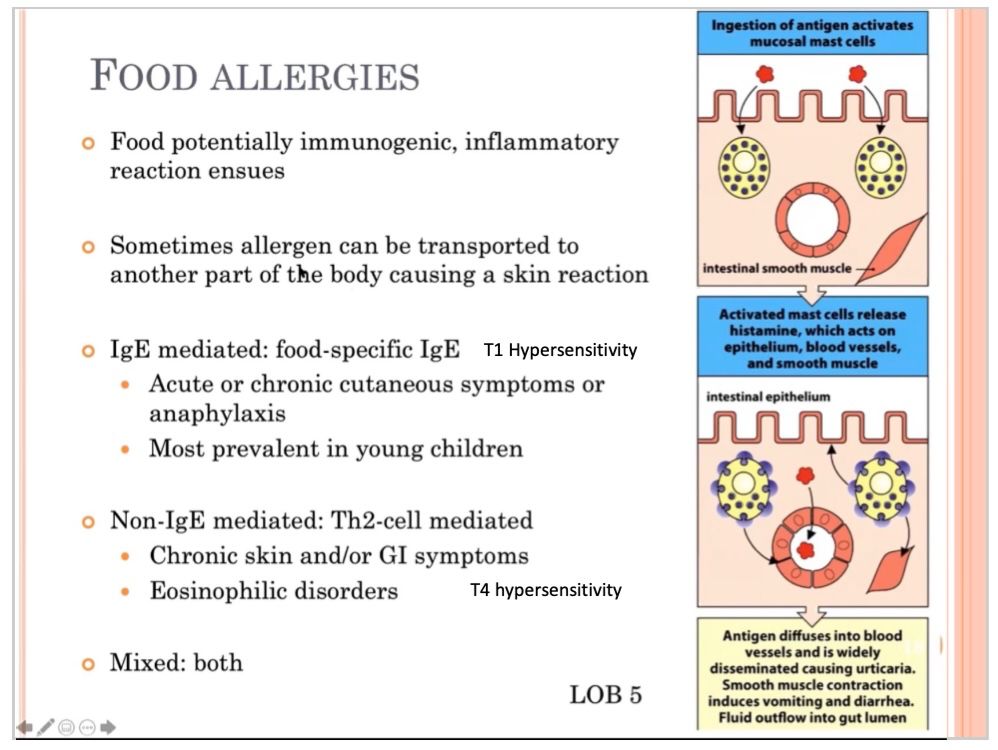 FOOD ALLERGIES
Food potentially immunogenic, inflammatory
reaction ensues
Sometimes allergen can be transported to
another part of the body causing a skin reaction
IgE mediated: food-specific IgE T1 Hypersensitivity
Acute or chronic cutaneous symptoms or
anaphylaxis
Most prevalent in young children
Non-IgE mediated: Th2-cell mediated
Chronic skin and/or GI symptoms
Eosinophilic disorders T4 hypersensitivity
Mixed: both
LOB 5
Ingestion of antigen activates
mucosal mast cells
intestinal smooth muscle
Activated mast cells release
histamine, which acts on
epithelium, blood vessels,
and smooth muscle
intestinal epithelium
Antigen diffuses into blood
vessels and is widely
disseminated causing urticaria.
Smooth muscle contraction
induces vomiting and diarrhea.
Fluid outflow into gut lumen